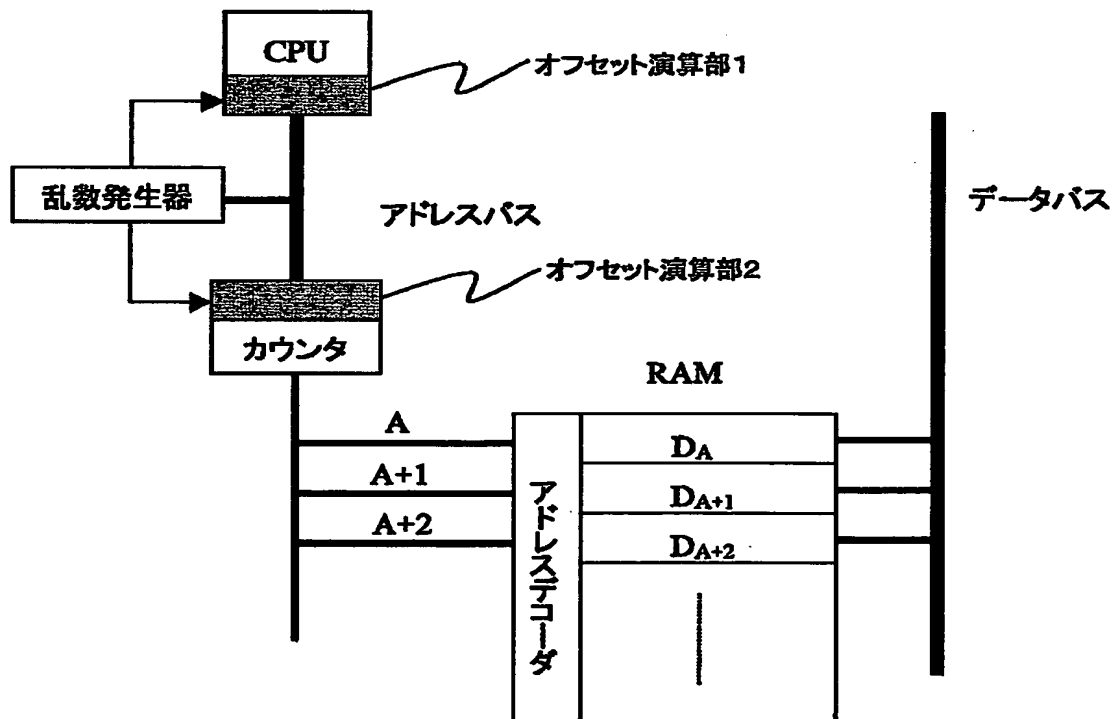 CPU
オフセット演算部1
乱数発生器
アドレスバス
データバス
オフセット演算部2
カウンタ
RAM
A
DA
A+1
DA+1
A+2
DA+2
アドレスデコーダ